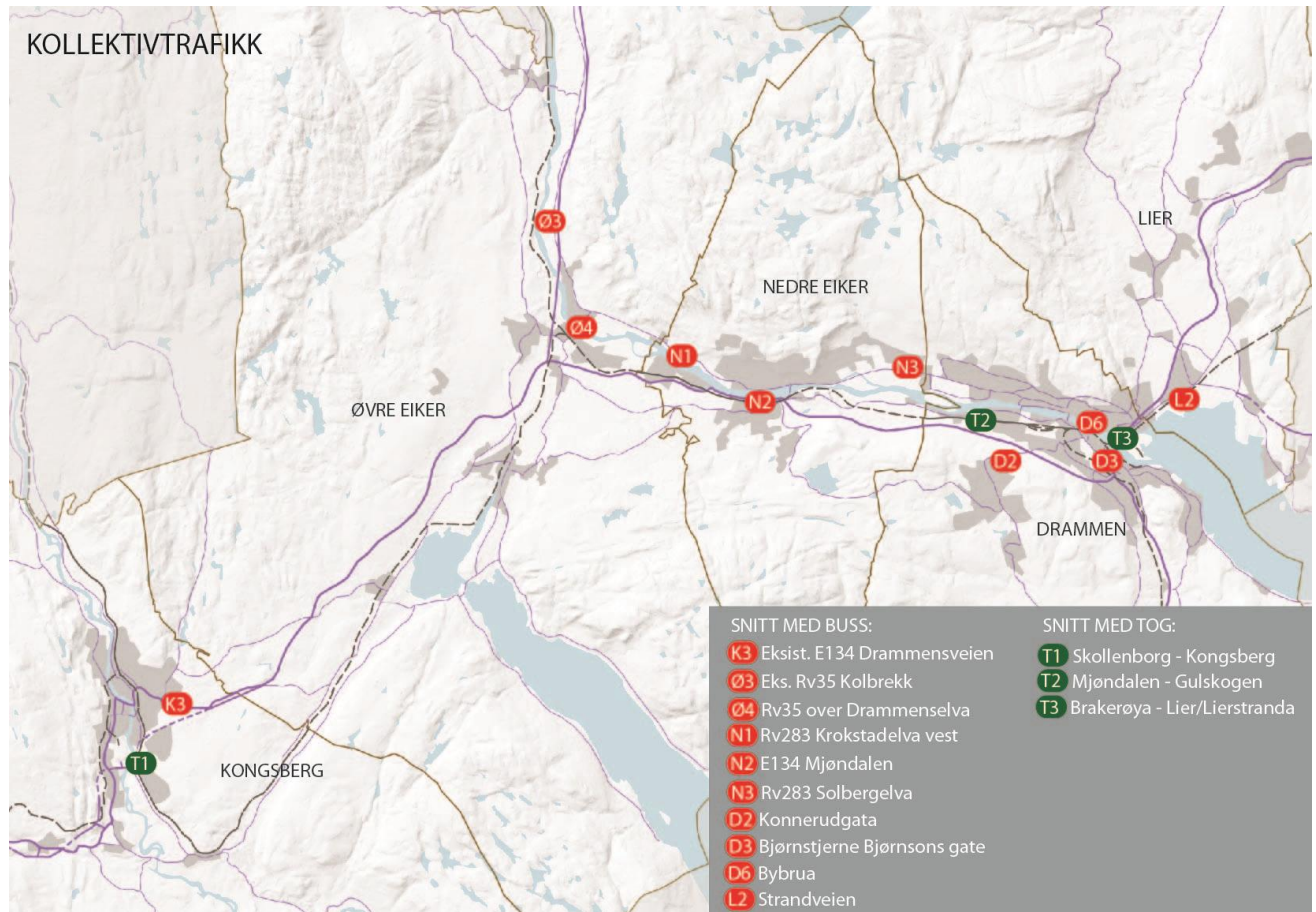 KOLLEKTIVTRAFIKK
LIER
Ø3
NEDRE EIKER
Ø4
N1
N3
ØVRE EIKER
N2
L2
T2
D6
T3
D2
D3
DRAMMEN
K3
T1
KONGSBERG
SNITT MED BUSS:
K3 Eksist. E134 Drammensveien
Ø3 Eks. Rv35 Kolbrekk
Ø4 Rv35 over Drammenselva
N1 Rv283 Krokstadelva vest
N2 E134 Mjøndalen
N3 Rv283 Solbergelva
D2 Konnerudgata
D3 Bjørnstjerne Bjørnsons gate
D6 Bybrua
L2 Strandveien
SNITT MED TOG:
T1 Skollenborg - Kongsberg
T2 Mjøndalen - Gulskogen
T3 Brakerøya - Lier/Lierstranda